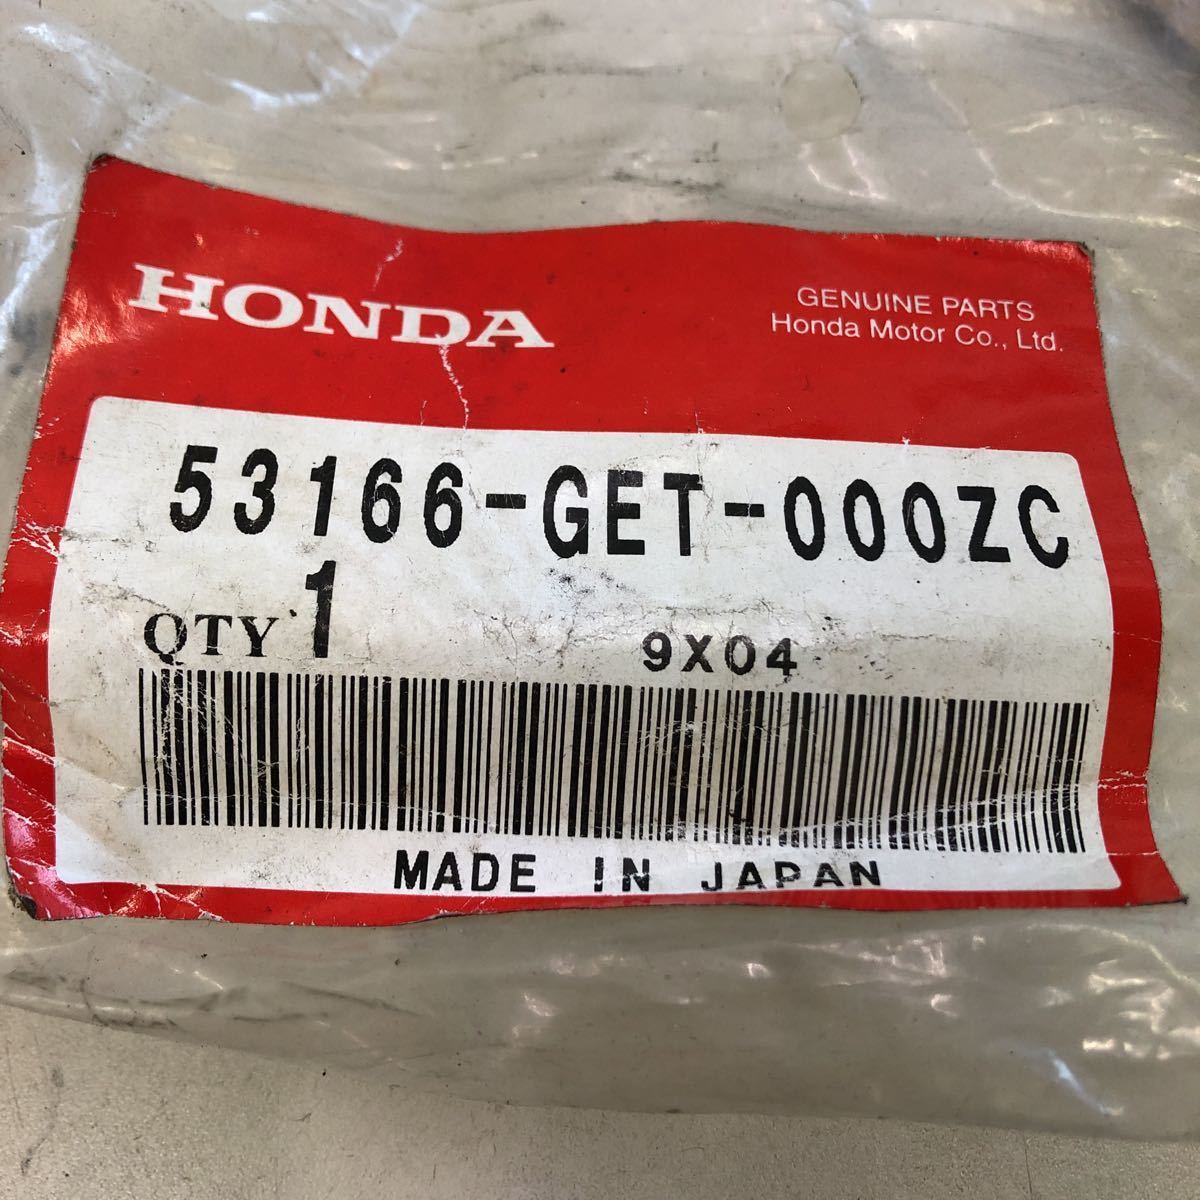 HONDA
GENUINE PARTS
Honda Motor Co., Ltd.
53166-GET-000ZC
QTY 1
9X04
MADE IN JAPAN